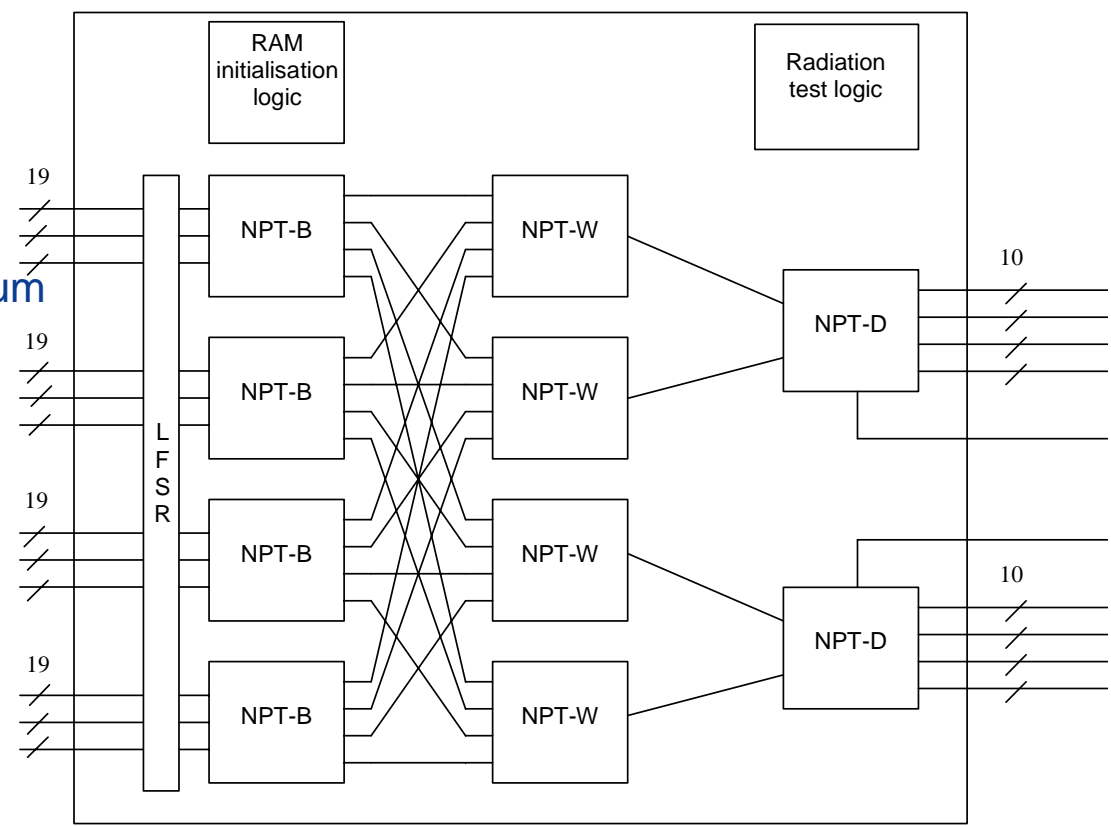 RAM
initialisation
logic
Radiation
test logic
19
NPT-B
NPT-W
10
um
NPT-D
19
NPT-B
NPT-W
L
F
S
R
19
NPT-B
NPT-W
10
NPT-D
19
NPT-B
NPT-W